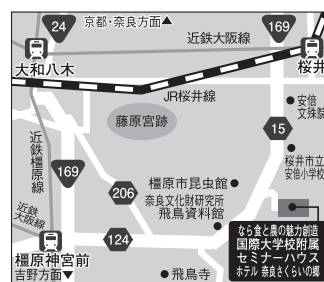 京都・奈良方面▲
24
169
近鉄大阪線
大和八木
桜井
JR桜井線
安倍
文殊院
藤原宮跡
15
近鉄橿原線
桜井市立
安倍小学校
169
橿原市昆虫館
206
奈良文化財研究所
飛鳥資料館
近鉄
大阪線
124
なら食と農の魅力創造
国際大学校附属
セミナーハウス
ホテル 奈良さくらいの郷
橿原神宮前
吉野方面▼
飛鳥寺